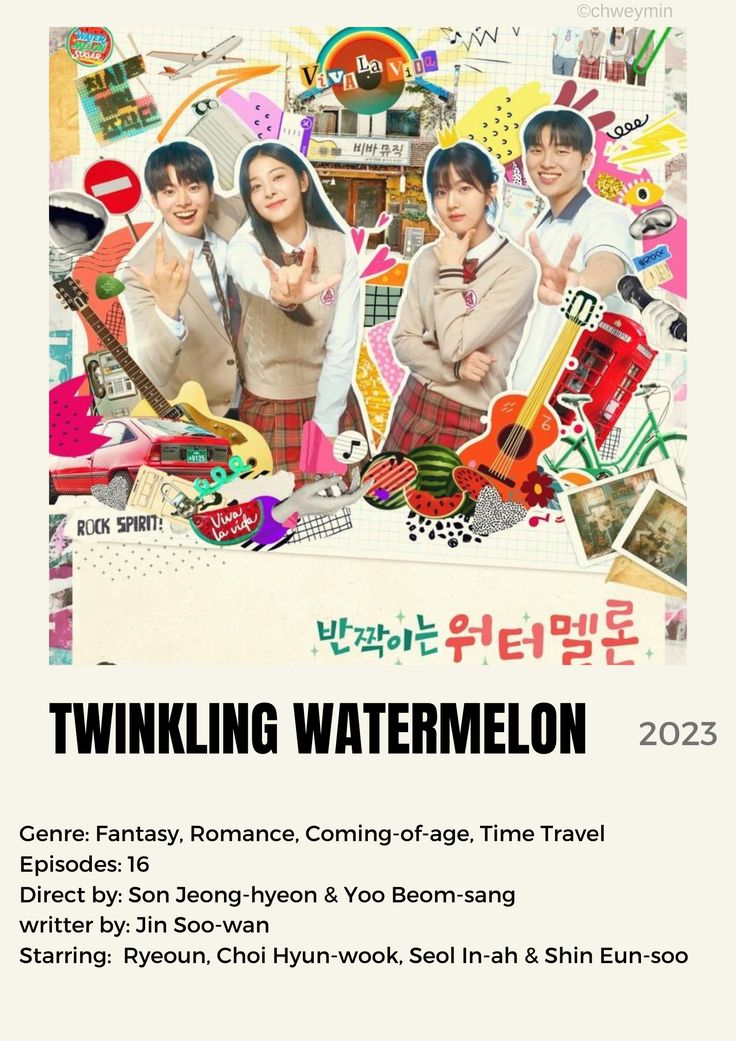 ©chweymin
WATER
MELON
SUGAR
Viva La Vida
비바뮤직
ROCK SPIRIT!
Viva
la vida
반짝이는 워터멜론
TWINKLING WATERMELON
2023
Genre: Fantasy, Romance, Coming-of-age, Time Travel
Episodes: 16
Direct by: Son Jeong-hyeon & Yoo Beom-sang
writter by: Jin Soo-wan
Starring:  Ryeoun, Choi Hyun-wook, Seol In-ah & Shin Eun-soo